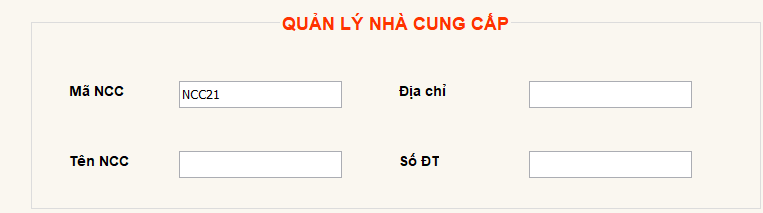 QUẢN LÝ NHÀ CUNG CẤP
Mã NCC NCC21 Địa chỉ
Tên NCC Số ĐT